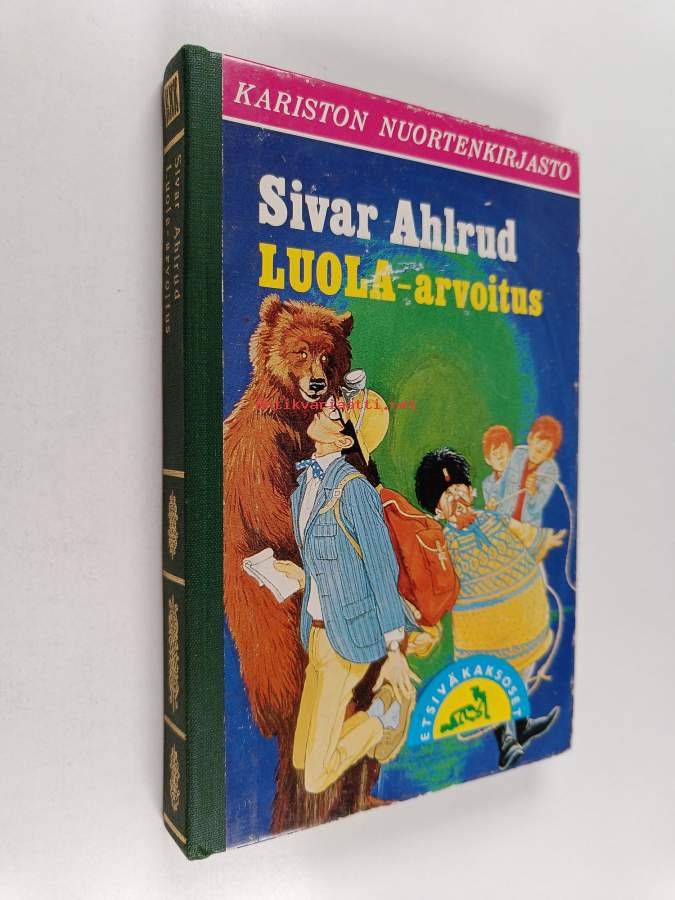 KARISTON NUORTENKIRJASTO
Sivar Ahlrud
LUOLA-arvoitus
antikvariaatti.net
ETSIVÄKAKSOSET
Sivar Ahlrud
Luola-arvoitus